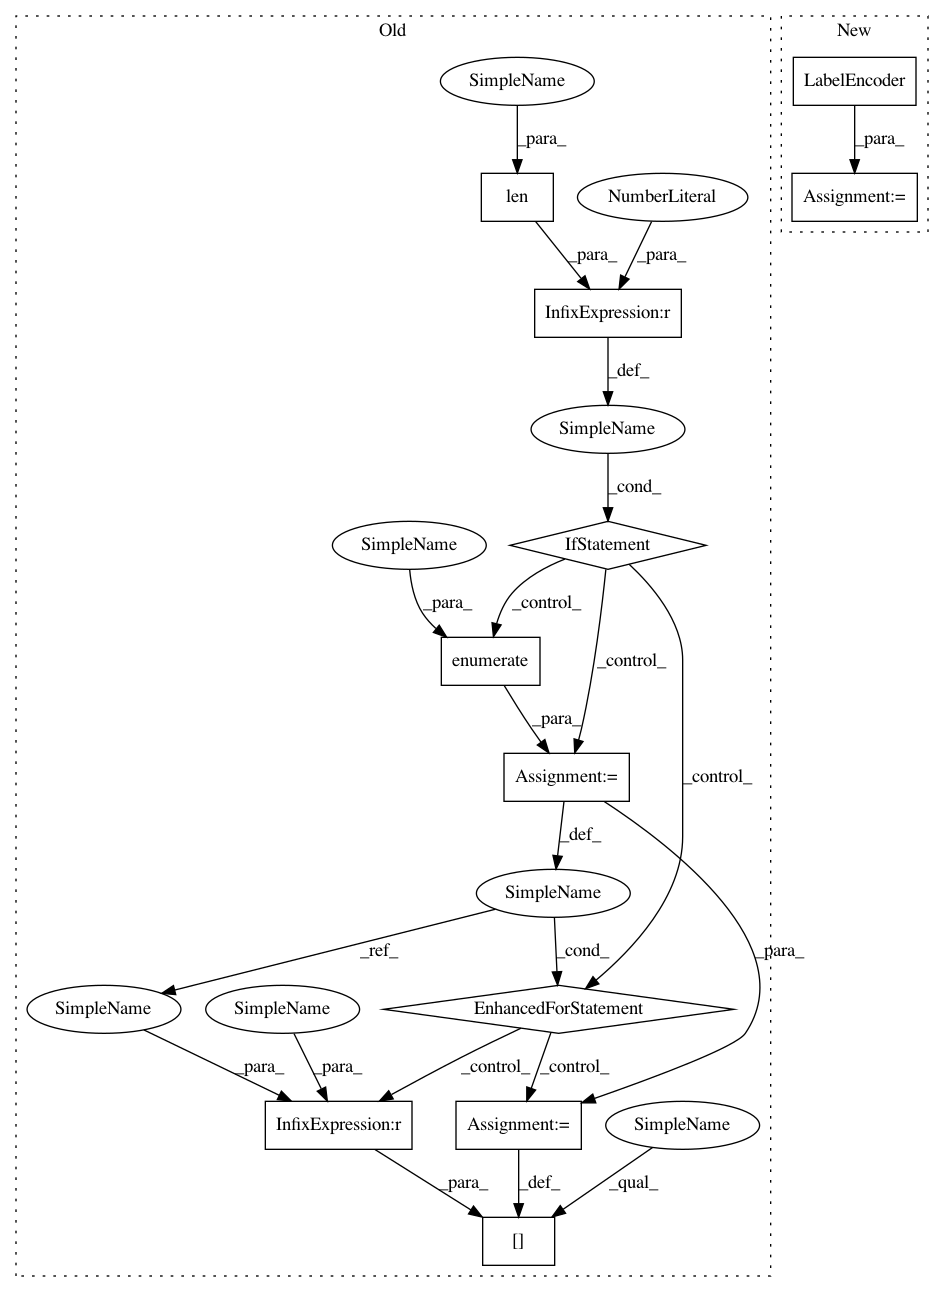 Old
New
SimpleName
LabelEncoder
_para_
_para_
len
NumberLiteral
Assignment:=
_para_
_para_
InfixExpression:r
_def_
SimpleName
_cond_
SimpleName
IfStatement
_para_
_control_
_control_
enumerate
_para_
Assignment:=
_control_
_def_
SimpleName
_ref_
_cond_
_para_
SimpleName
SimpleName
EnhancedForStatement
_para_
_para_
_control_
_control_
InfixExpression:r
Assignment:=
SimpleName
_para_
_def_
_qual_
[]